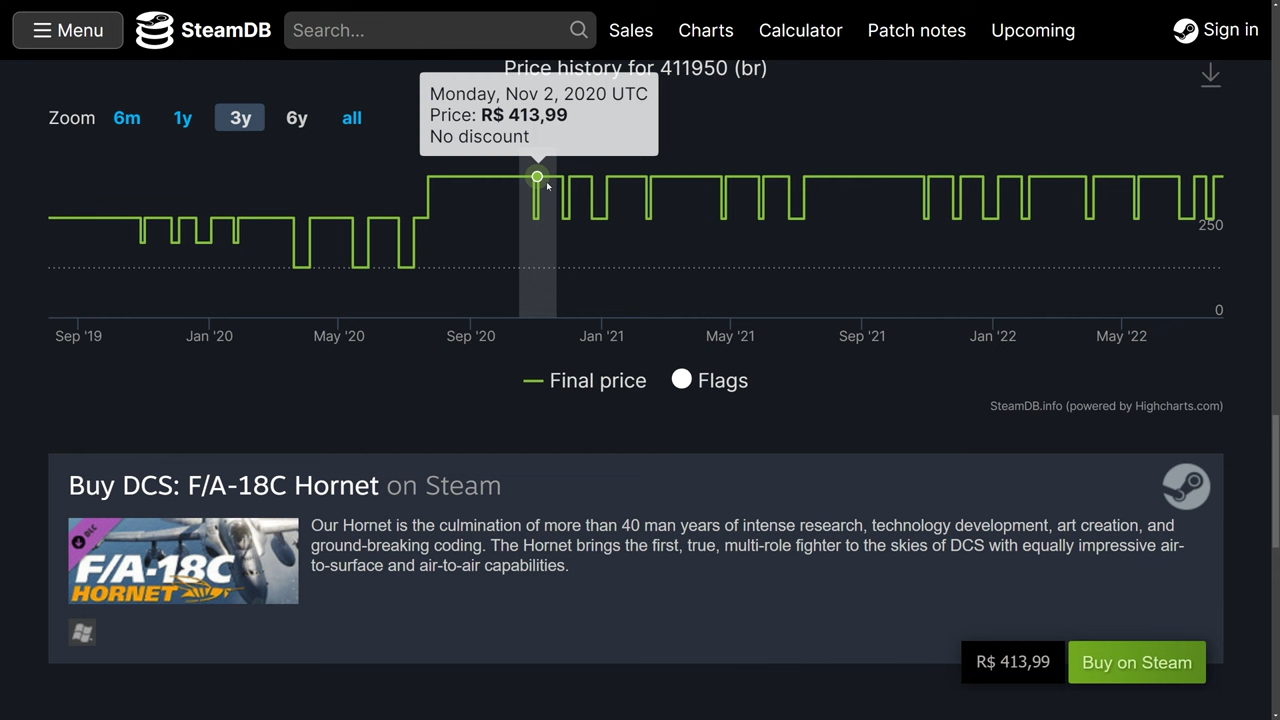 Menu
SteamDB
Search...
Sales
Charts
Calculator
Patch notes
Upcoming
Sign in
Price history for 411950 (br)
Zoom
6m
1y
3y
6y
all
Monday, Nov 2, 2020 UTC
Price: R$ 413,99
No discount
250
0
Sep '19
Jan '20
May '20
Sep '20
Jan '21
May '21
Sep '21
Jan '22
May '22
Final price
Flags
SteamDB.info (powered by Highcharts.com)
Buy DCS: F/A-18C Hornet on Steam
DLC
F/A-18C
HORNET
Our Hornet is the culmination of more than 40 man years of intense research, technology development, art creation, and
ground-breaking coding. The Hornet brings the first, true, multi-role fighter to the skies of DCS with equally impressive air-
to-surface and air-to-air capabilities.
R$ 413,99
Buy on Steam